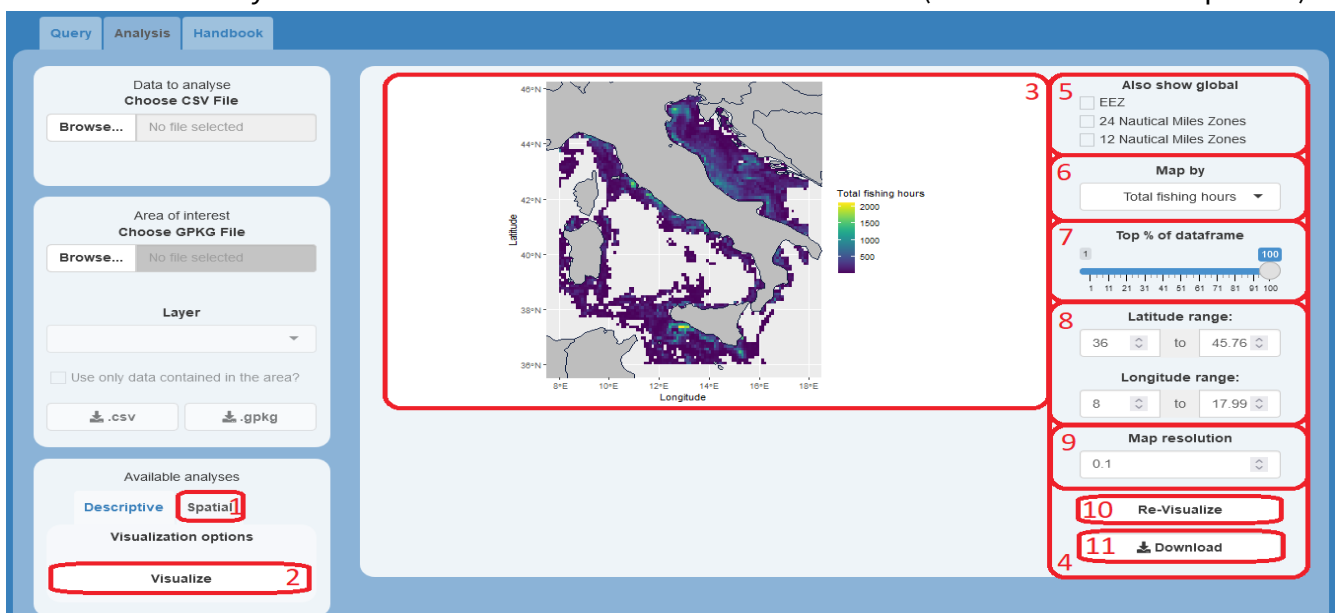 Query Analysis Handbook
Data to analyse
Choose CSV File
Browse... No file selected
Area of interest
Choose GPKG File
Browse... No file selected
Layer
Use only data contained in the area?
.csv .gpkg
Available analyses
Descriptive Spatial 1
Visualization options
Visualize 2
3
46°N
44°N
42°N
40°N
38°N
36°N
Latitude
8°E 10°E 12°E 14°E 16°E 18°E
Longitude
Total fishing hours
2000
1500
1000
500
5 Also show global
EEZ
24 Nautical Miles Zones
12 Nautical Miles Zones
6 Map by
Total fishing hours
7 Top % of dataframe
1 100
1 11 21 31 41 51 61 71 81 91 100
8 Latitude range:
36 to 45.76
Longitude range:
8 to 17.99
9 Map resolution
0.1
10 Re-Visualize
11 Download
4